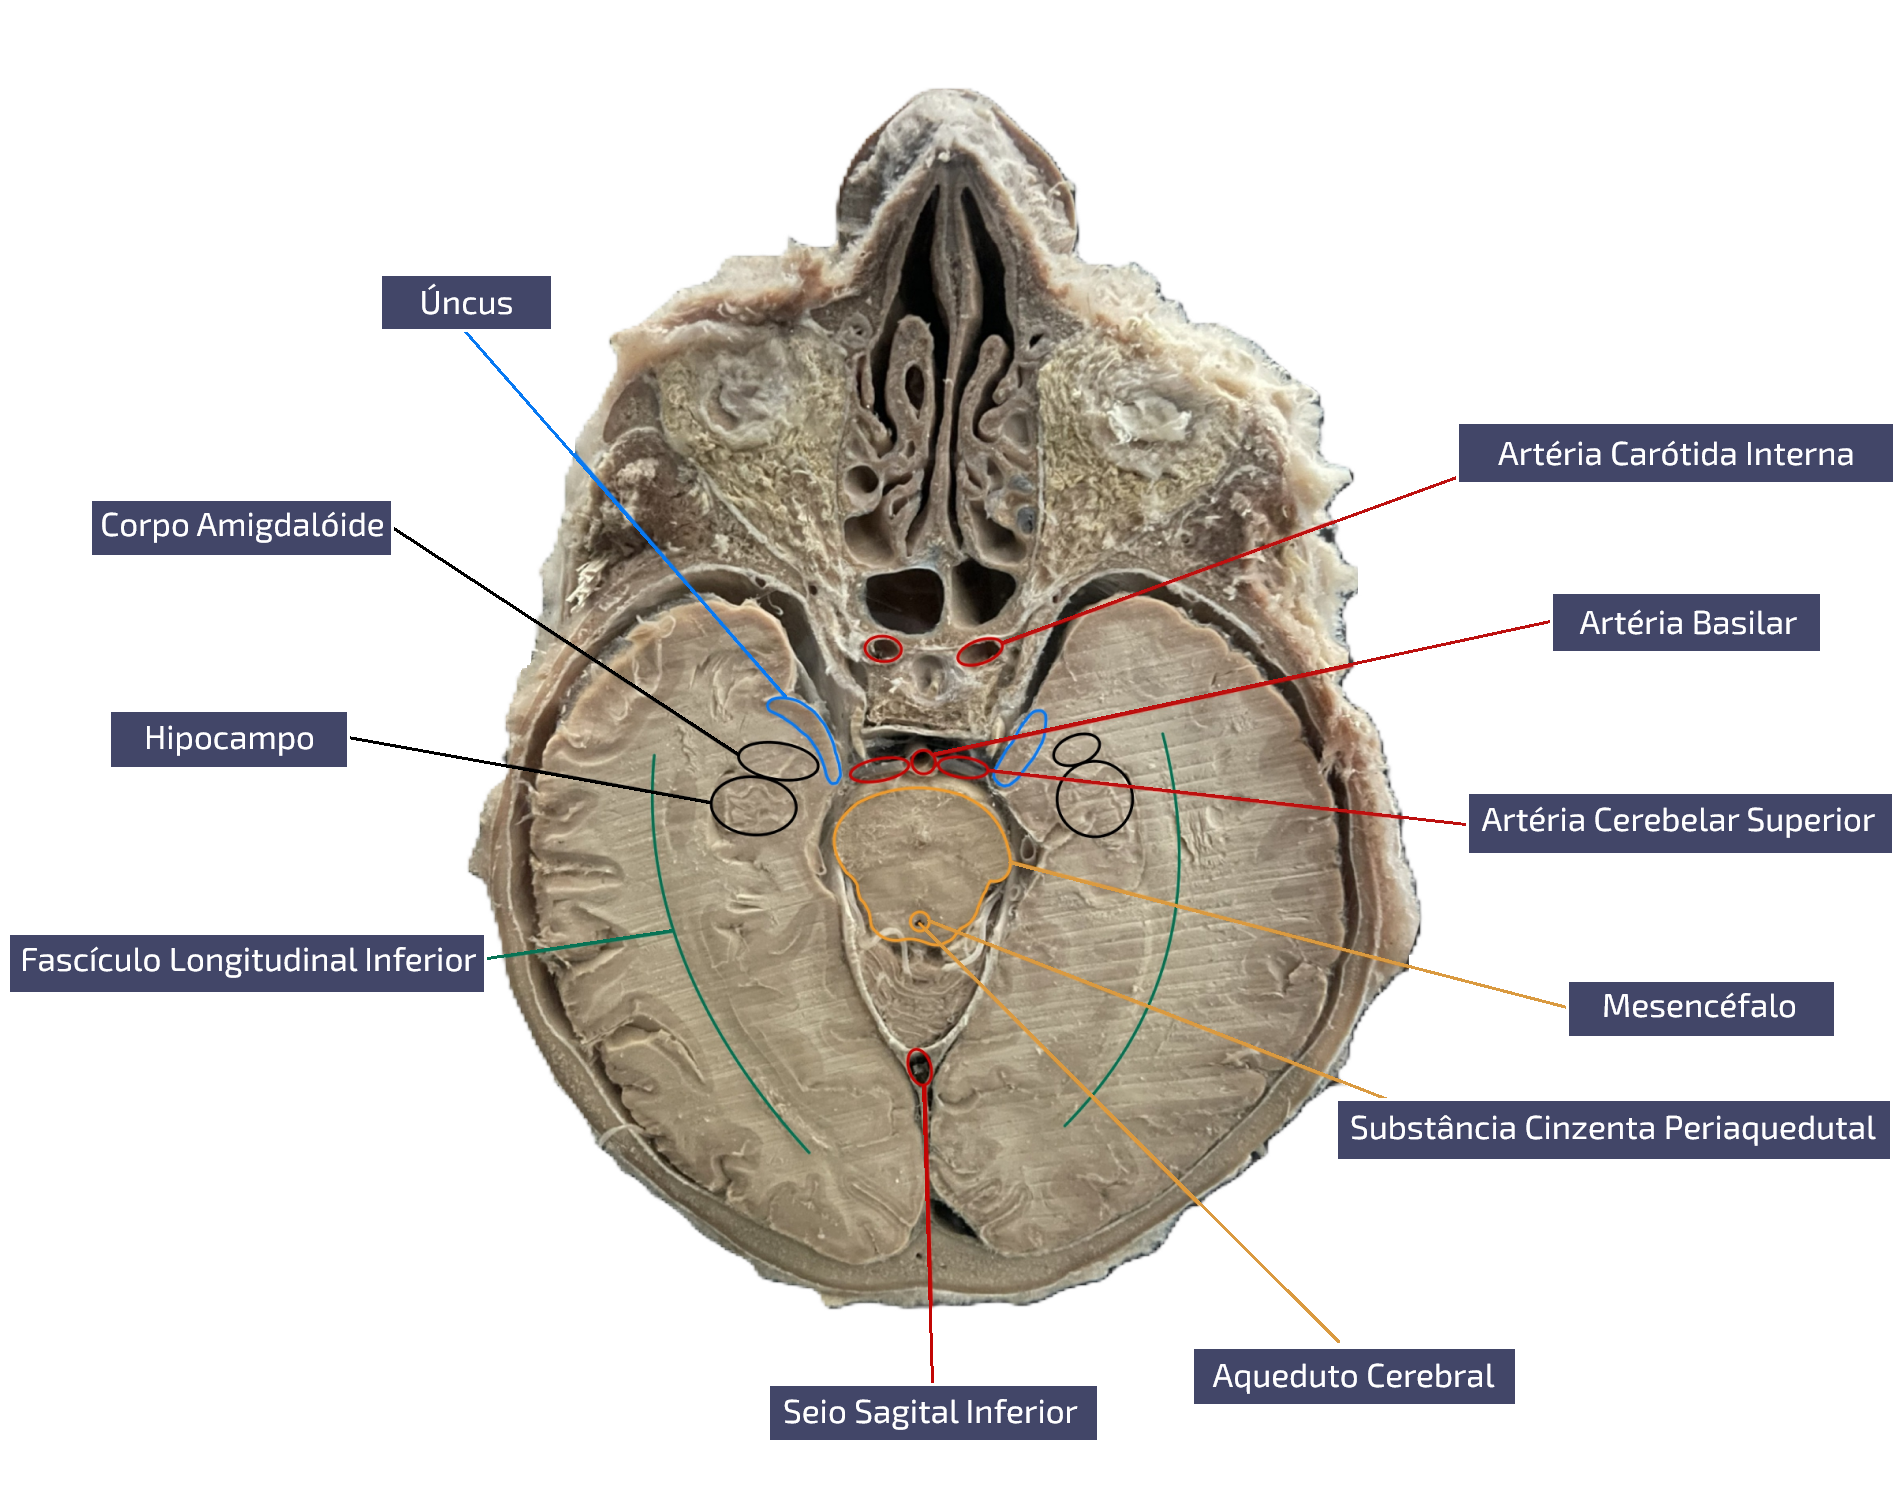 Úncus
Artéria Carótida Interna
Corpo Amigdalóide
Artéria Basilar
Hipocampo
Artéria Cerebelar Superior
Fascículo Longitudinal Inferior
Mesencéfalo
Substância Cinzenta Periaquedutal
Aqueduto Cerebral
Seio Sagital Inferior